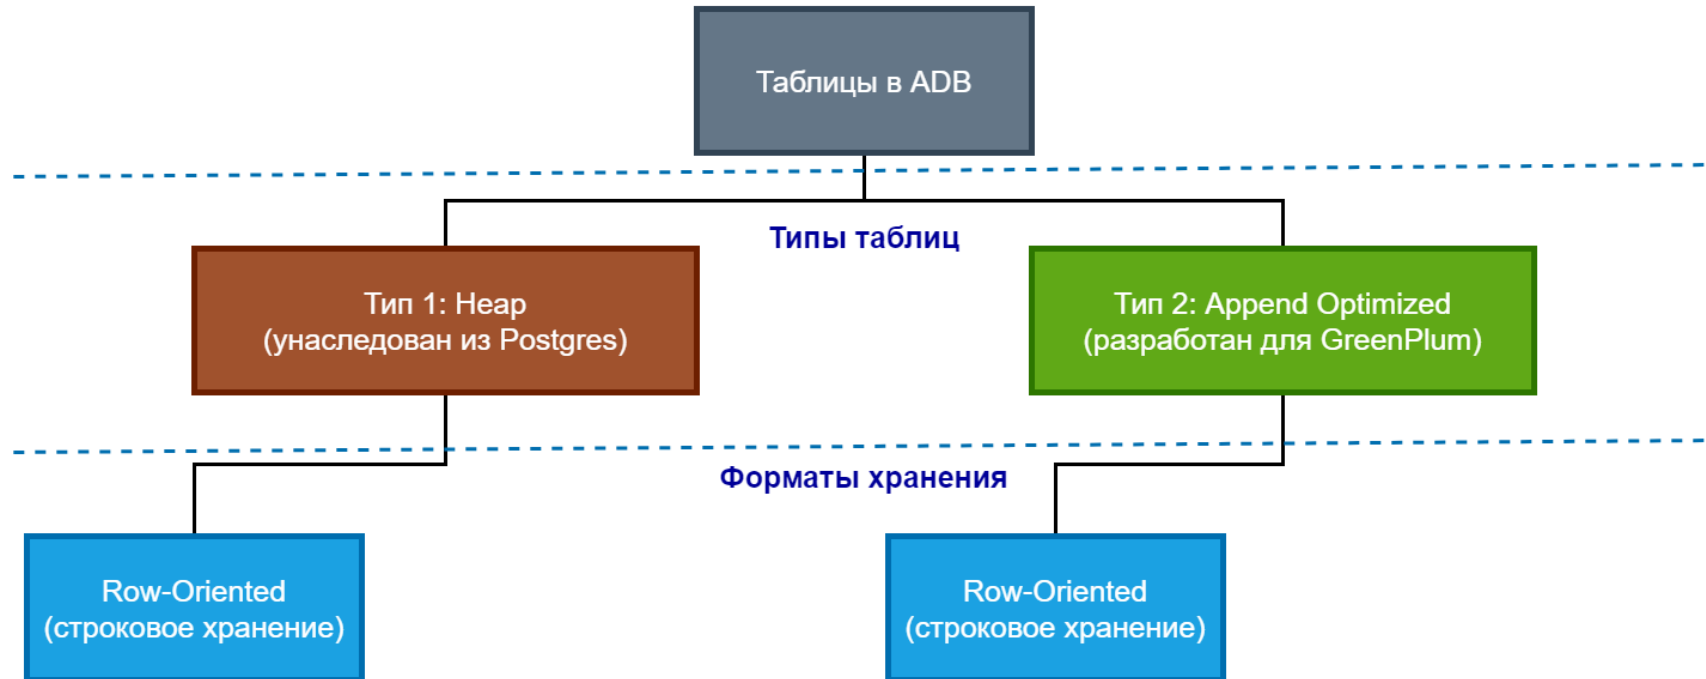 Таблицы в ADB
Типы таблиц
Тип 1: Heap
(унаследован из Postgres)
Тип 2: Append Optimized
(разработан для GreenPlum)
Форматы хранения
Row-Oriented
(строковое хранение)
Row-Oriented
(строковое хранение)